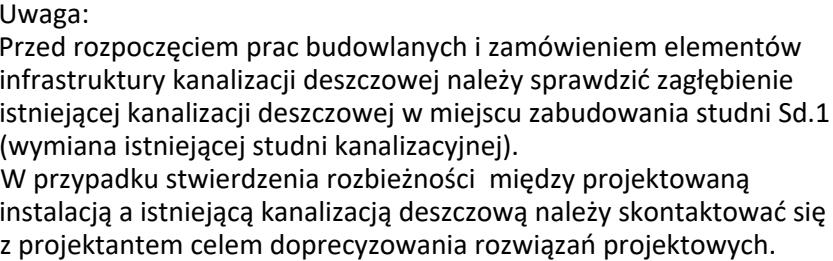 Uwaga:
Przed rozpoczęciem prac budowlanych i zamówieniem elementów
infrastruktury kanalizacji deszczowej należy sprawdzić zagłębienie
istniejącej kanalizacji deszczowej w miejscu zabudowania studni Sd.1
(wymiana istniejącej studni kanalizacyjnej).
W przypadku stwierdzenia rozbieżności  między projektowaną
instalacją a istniejącą kanalizacją deszczową należy skontaktować się
z projektantem celem doprecyzowania rozwiązań projektowych.